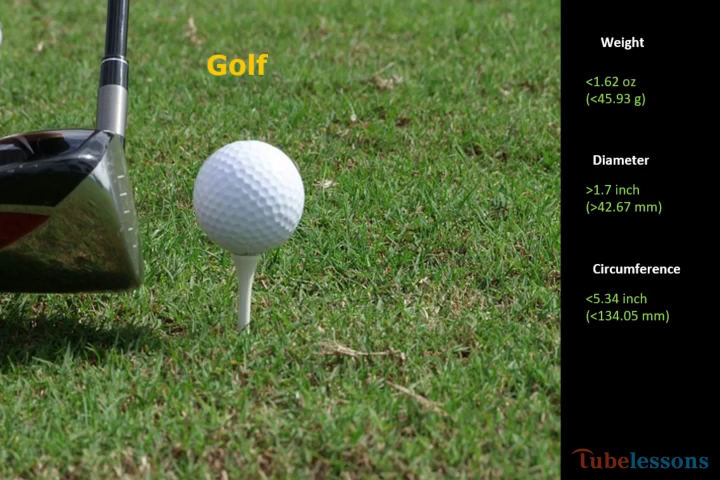 Golf
Weight
<1.62 oz
(<45.93 g)
Diameter
>1.7 inch
(>42.67 mm)
Circumference
<5.34 inch
(<134.05 mm)
Tubelessons